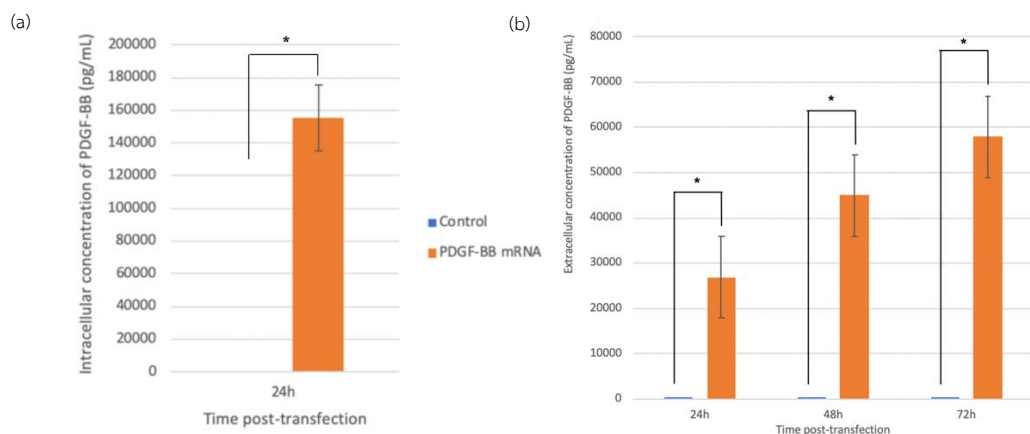 (a)
Intracellular concentration of PDGF-BB (pg/mL)
200000
180000
160000
140000
120000
100000
80000
60000
40000
20000
0
*
24h
Time post-transfection
Control
PDGF-BB mRNA
(b)
Extracellular concentration of PDGF-BB (pg/mL)
80000
70000
60000
50000
40000
30000
20000
10000
0
*
*
*
24h
48h
72h
Time post-transfection